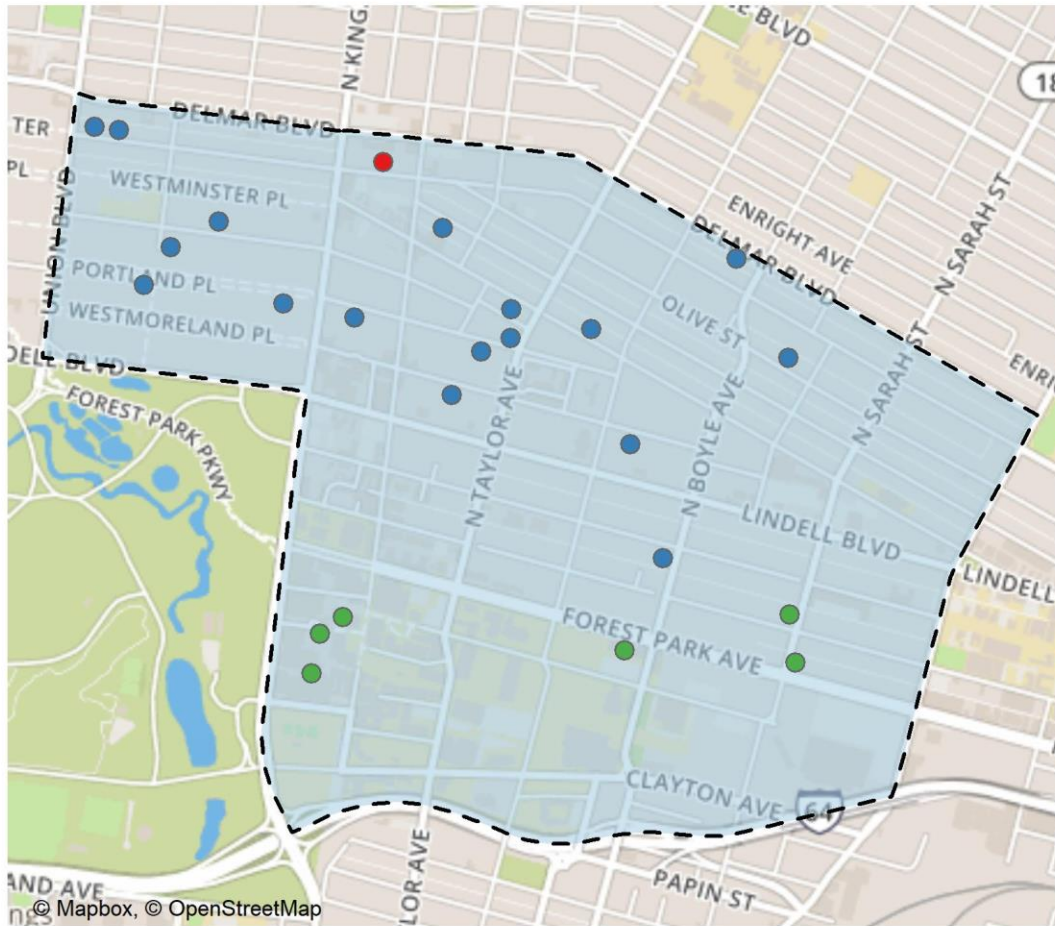 E BLVD
N KING
18
DELMAR BLVD
TER
PL
WESTMINSTER PL
ENRIGHT AVE
N SARAH ST
UNION BLVD
DELMAR BLVD
PORTLAND PL
OLIVE ST
WESTMORELAND PL
N SARAH ST
DELL BLVD
ENRI
FOREST PARK PKWY
N TAYLOR AVE
N BOYLE AVE
LINDELL BLVD
LINDELL
FOREST PARK AVE
CLAYTON AVE
64
LOR AVE
PAPIN ST
AND AVE
ngs
© Mapbox, © OpenStreetMap